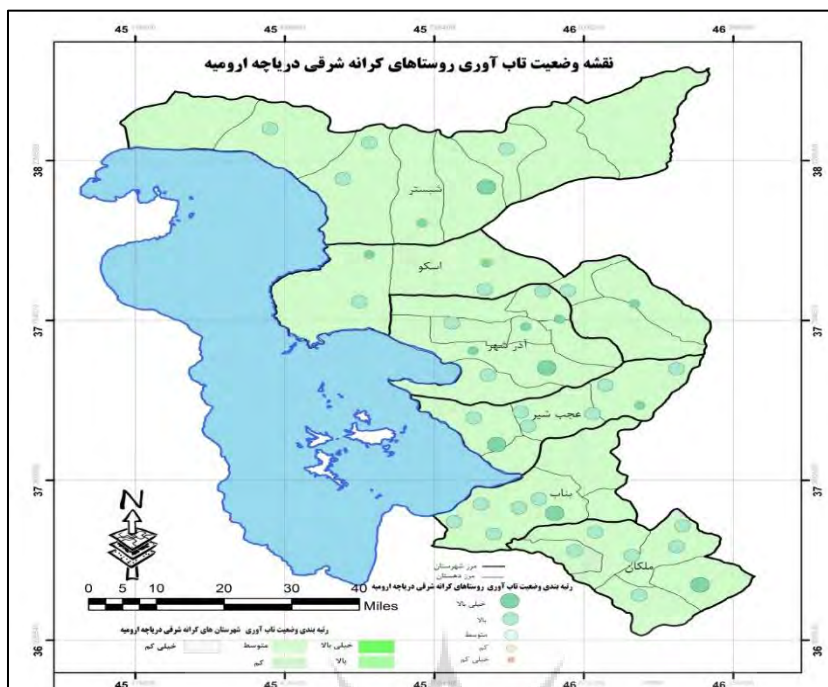 45 45 45 46 46
نقشه وضعیت تاب آوری روستاهای کرانه شرقی دریاچه ارومیه
38 38
شبستر
اسکو
37 37
آذر شهر
عجب شیر
37 37
بناب
N
ملکان
مرز شهرستان
مرز دهستان
رتبه بندی وضعیت تاب آوری روستاهای کرانه شرقی دریاچه ارومیه
0 5 10 20 30 40
Miles
خیلی بالا
بالا
متوسط
کم
خیلی کم
رتبه بندی وضعیت تاب آوری شهرستان های کرانه شرقی دریاچه ارومیه
خیلی بالا متوسط خیلی کم
بالا کم
36 36
45 45 45 46 46